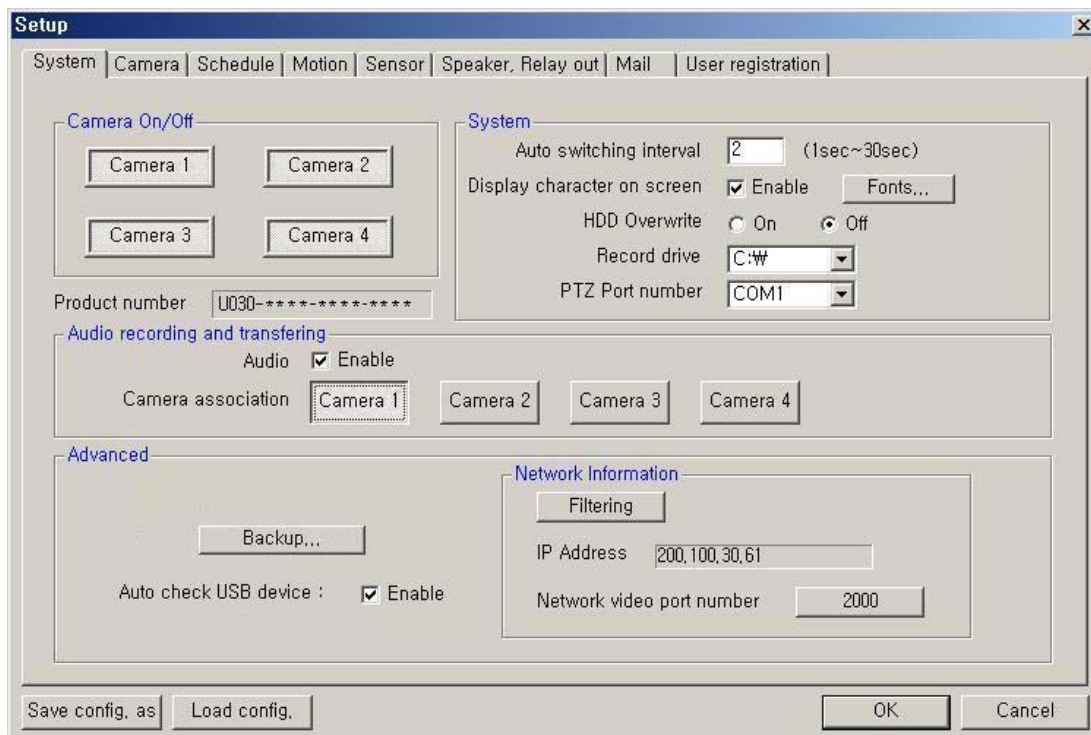 Setup
System Camera Schedule Motion Sensor Speaker, Relay out Mail User registration
Camera On/Off
Camera 1 Camera 2
Camera 3 Camera 4
Product number U030-****-****-****
System
Auto switching interval 2 (1sec~30sec)
Display character on screen Enable Fonts...
HDD Overwrite On Off
Record drive C:₩
PTZ Port number COM1
Audio recording and transfering
Audio Enable
Camera association Camera 1 Camera 2 Camera 3 Camera 4
Advanced
Backup...
Auto check USB device : Enable
Network Information
Filtering
IP Address 200,100,30,61
Network video port number 2000
Save config, as Load config, OK Cancel